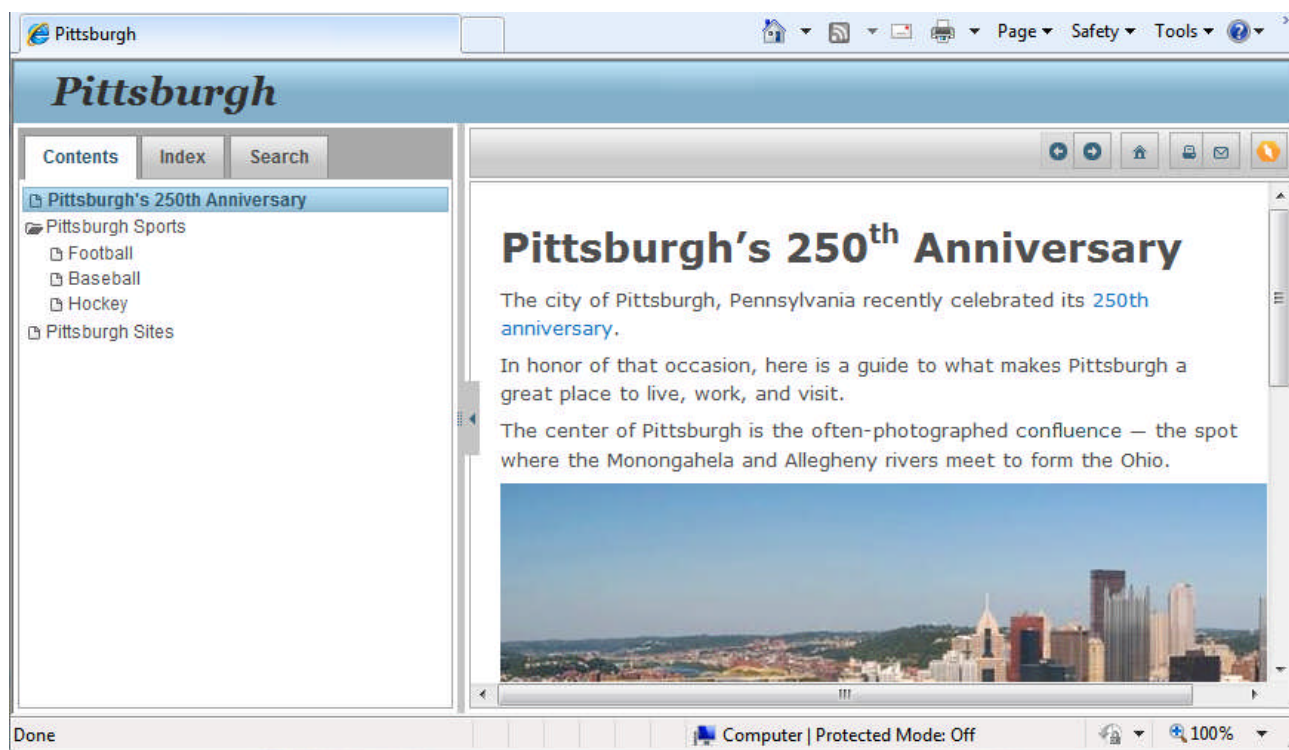 Pittsburgh
Page Safety Tools
Pittsburgh
Contents Index Search
Pittsburgh's 250th Anniversary
Pittsburgh Sports
Football
Baseball
Hockey
Pittsburgh Sites
Pittsburgh’s 250th Anniversary
The city of Pittsburgh, Pennsylvania recently celebrated its 250th
anniversary.
In honor of that occasion, here is a guide to what makes Pittsburgh a
great place to live, work, and visit.
The center of Pittsburgh is the often-photographed confluence — the spot
where the Monongahela and Allegheny rivers meet to form the Ohio.
Done
Computer | Protected Mode: Off
100%